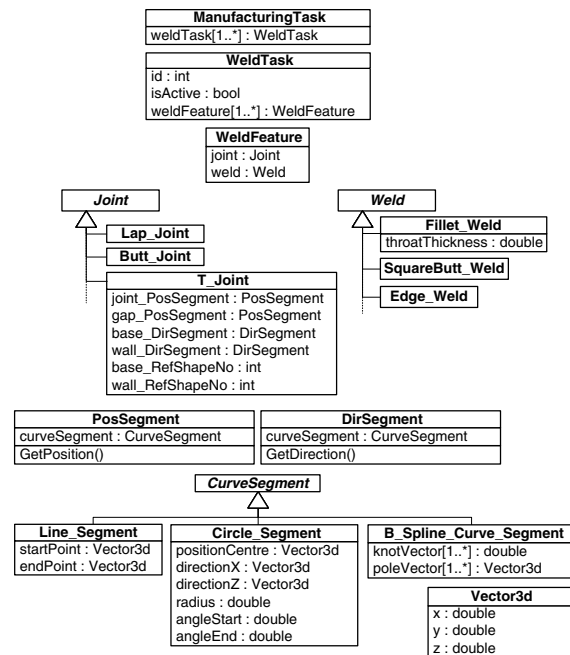 ManufacturingTask
weldTask[1..*] : WeldTask
WeldTask
id : int
isActive : bool
weldFeature[1..*] : WeldFeature
WeldFeature
joint : Joint
weld : Weld
Joint
Lap_Joint
Butt_Joint
T_Joint
joint_PosSegment : PosSegment
gap_PosSegment : PosSegment
base_DirSegment : DirSegment
wall_DirSegment : DirSegment
base_RefShapeNo : int
wall_RefShapeNo : int
Weld
Fillet_Weld
throatThickness : double
SquareButt_Weld
Edge_Weld
PosSegment
curveSegment : CurveSegment
GetPosition()
DirSegment
curveSegment : CurveSegment
GetDirection()
CurveSegment
Line_Segment
startPoint : Vector3d
endPoint : Vector3d
Circle_Segment
positionCentre : Vector3d
directionX : Vector3d
directionZ : Vector3d
radius : double
angleStart : double
angleEnd : double
B_Spline_Curve_Segment
knotVector[1..*] : double
poleVector[1..*] : Vector3d
Vector3d
x : double
y : double
z : double